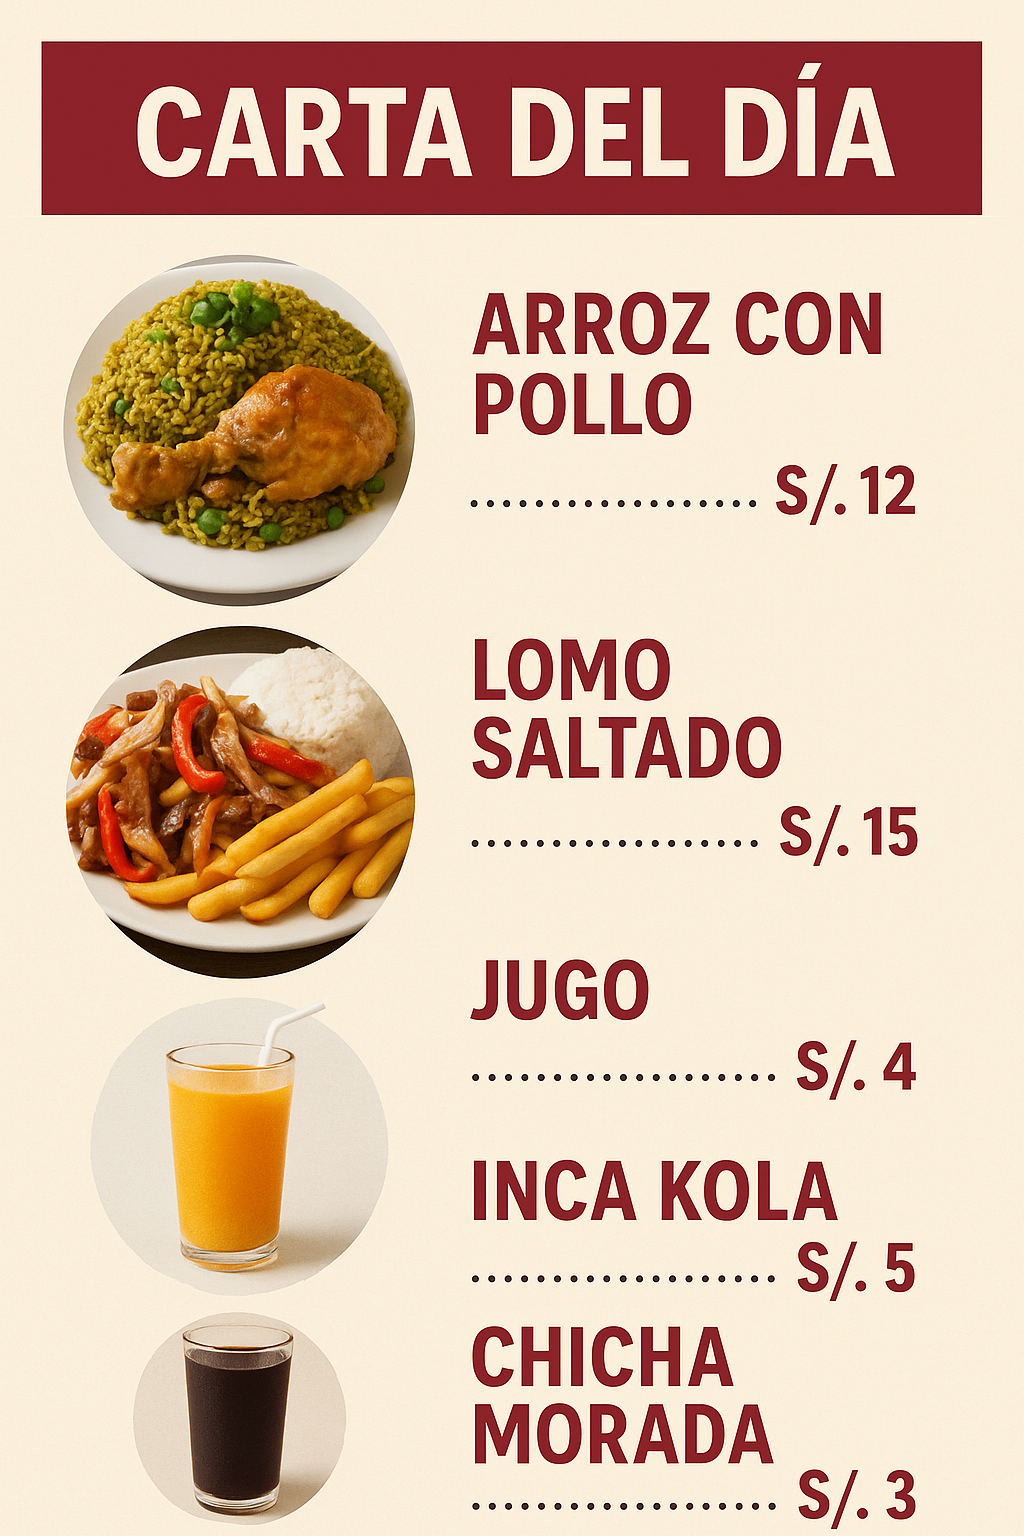 CARTA DEL DÍA
ARROZ CON
POLLO
.................. S/. 12
LOMO
SALTADO
.................. S/. 15
JUGO
................... S/. 4
INCA KOLA
................... S/. 5
CHICHA
MORADA
................... S/. 3